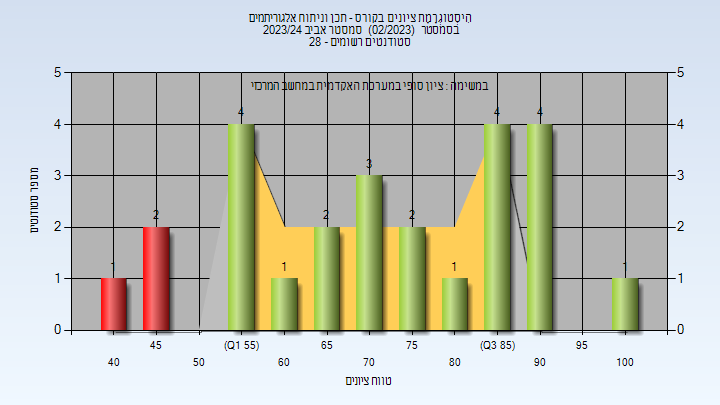 היסטוגרמת ציונים בקורס - תכן וניתוח אלגוריתמים
בסמסטר (02/2023) סמסטר אביב 2023/24
סטודנטים רשומים - 28
במשימה : ציון סופי במערכת האקדמית במחשב המרכזי
5 5
4 4
3 3
2 2
1 1
0 0
מספר סטודנטים
1 2 4 1 2 3 2 1 4 4 1
45 (Q1 55) 65 75 (Q3 85) 95
40 50 60 70 80 90 100
טווח ציונים